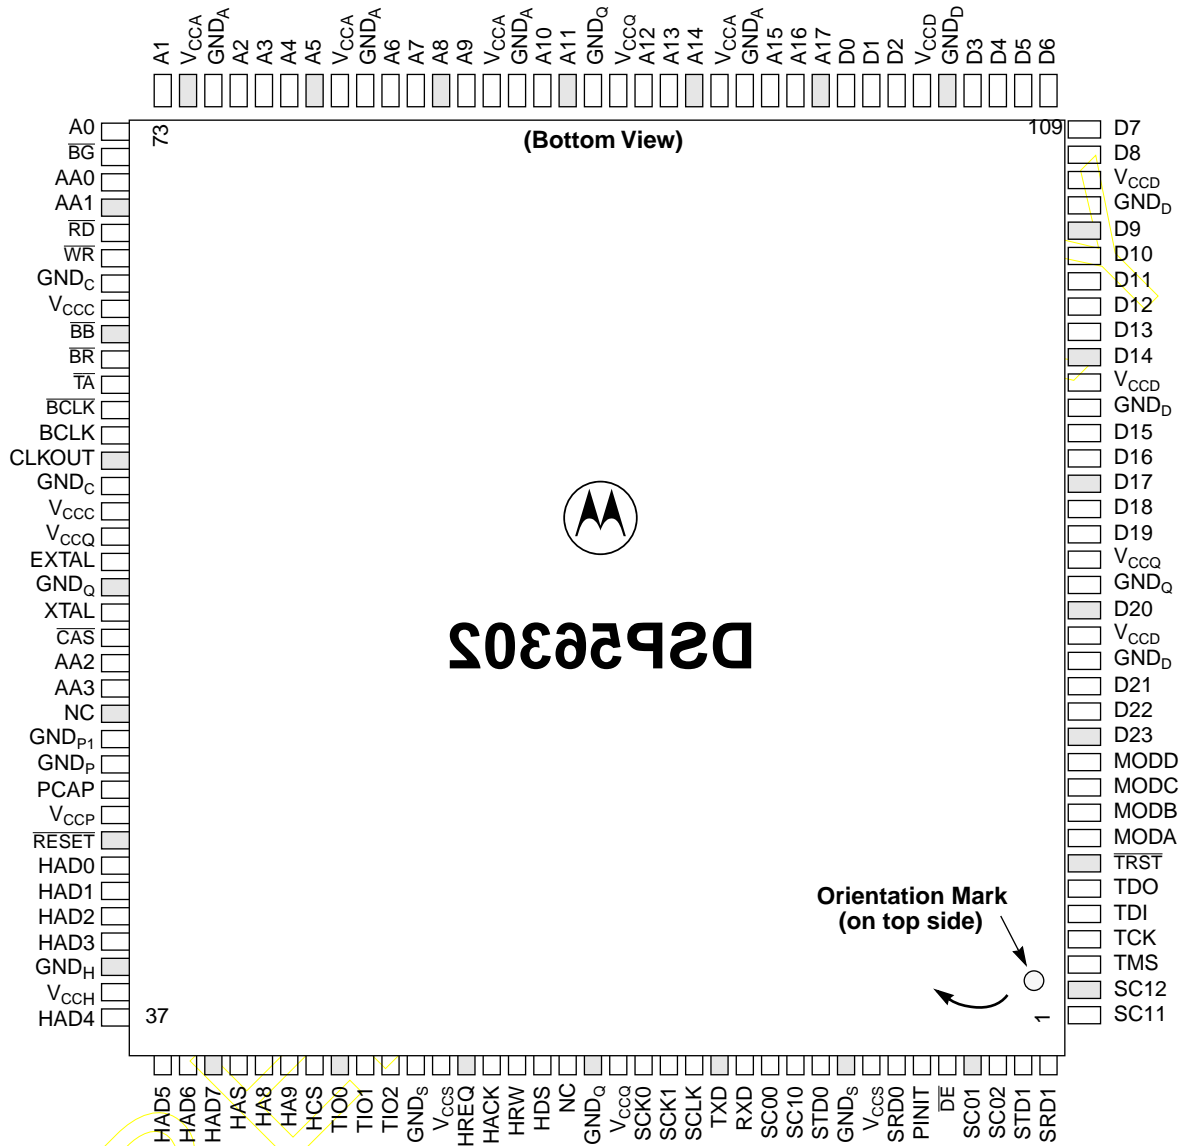 A1
VCCA
GNDA
A2
A3
A4
A5
VCCA
GNDA
A6
A7
A8
A9
VCCA
GNDA
A10
A11
GNDQ
VCCQ
A12
A13
A14
VCCA
GNDA
A15
A16
A17
D0
D1
D2
VCCD
GNDD
D3
D4
D5
D6
73
(Bottom View)
109
A0
BG
AA0
AA1
RD
WR
GNDC
VCCC
BB
BR
TA
BCLK
BCLK
CLKOUT
GNDC
VCCC
VCCQ
EXTAL
GNDQ
XTAL
CAS
AA2
AA3
NC
GNDP1
GNDP
PCAP
VCCP
RESET
HAD0
HAD1
HAD2
HAD3
GNDH
VCCH
HAD4
D7
D8
VCCD
GNDD
D9
D10
D11
D12
D13
D14
VCCD
GNDD
D15
D16
D17
D18
D19
VCCQ
GNDQ
D20
VCCD
GNDD
D21
D22
D23
MODD
MODC
MODB
MODA
TRST
TDO
TDI
TCK
TMS
SC12
SC11
DSP56302
Orientation Mark
(on top side)
37
1
HAD5
HAD6
HAD7
HAS
HA8
HA9
HCS
TIO0
TIO1
TIO2
GNDS
VCCS
HREQ
HACK
HRW
HDS
NC
GNDQ
VCCQ
SCK0
SCK1
SCLK
TXD
RXD
SC00
SC10
STD0
GNDS
VCCS
SRD0
PINIT
DE
SC01
SC02
STD1
SRD1